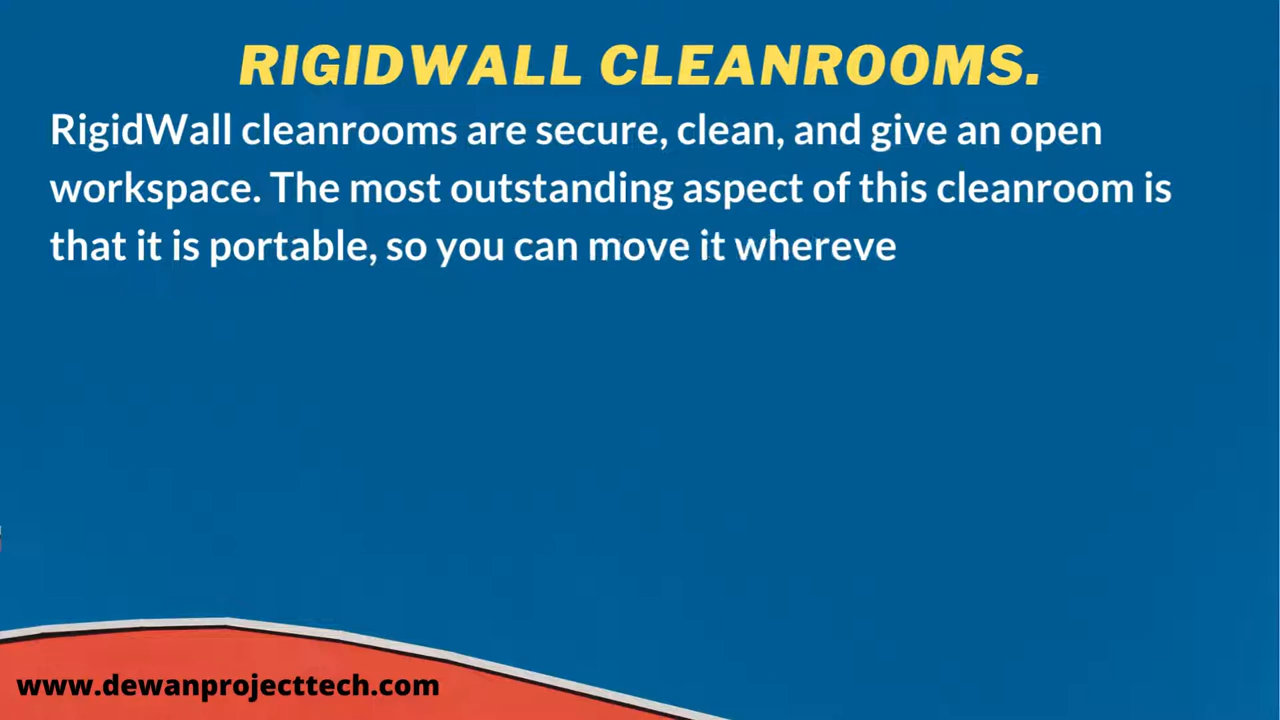 RIGIDWALL CLEANROOMS.
RigidWall cleanrooms are secure, clean, and give an open
workspace. The most outstanding aspect of this cleanroom is
that it is portable, so you can move it whereve
www.dewanprojecttech.com